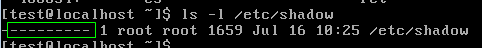 [test@localhost ~]$ ls -l /etc/shadow
---------- 1 root root 1659 Jul 16 10:25 /etc/shadow